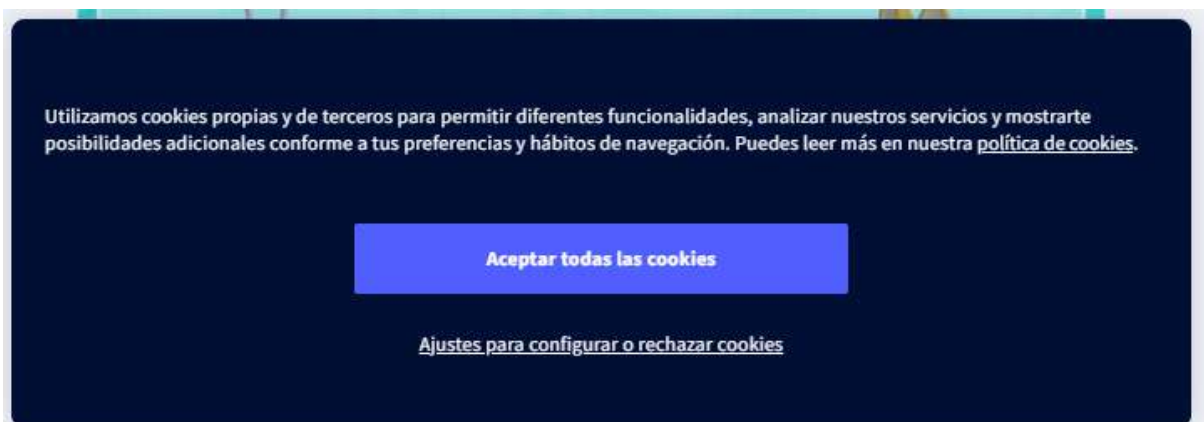 Utilizamos cookies propias y de terceros para permitir diferentes funcionalidades, analizar nuestros servicios y mostrarte
posibilidades adicionales conforme a tus preferencias y hábitos de navegación. Puedes leer más en nuestra política de cookies.
Aceptar todas las cookies
Ajustes para configurar o rechazar cookies